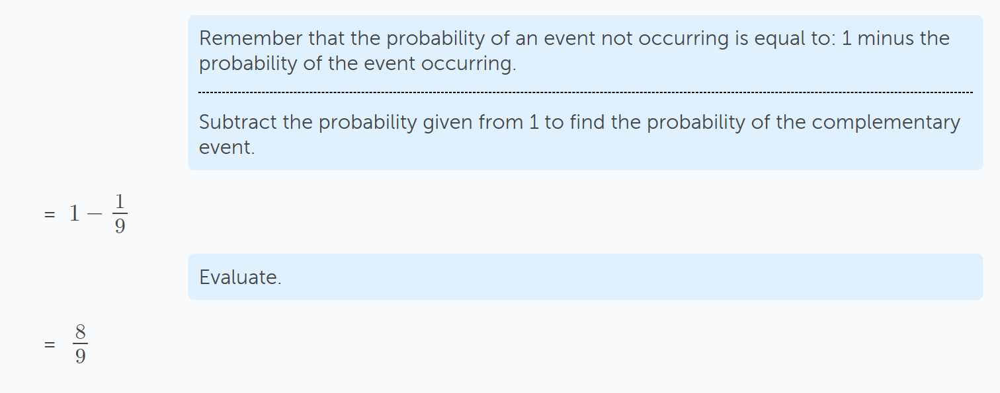 Remember that the probability of an event not occurring is equal to: 1 minus the
probability of the event occurring.
Subtract the probability given from 1 to find the probability of the complementary
event.
= 1 − 1/9
Evaluate.
= 8/9